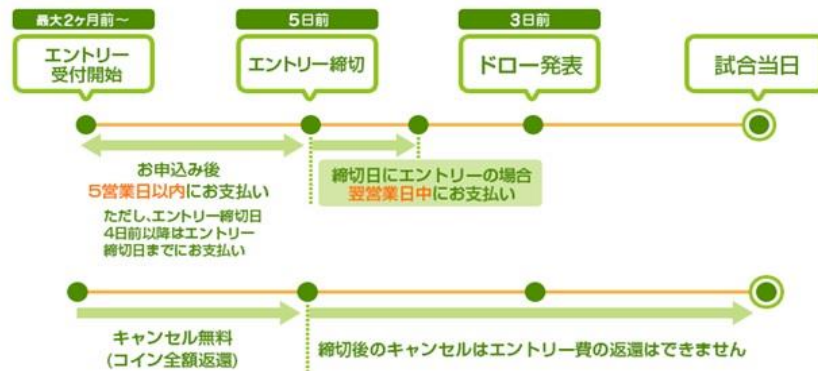 最大2ヶ月前～
5日前
3日前
エントリー
受付開始
エントリー締切
ドロー発表
試合当日
お申込み後
5営業日以内にお支払い
ただし、エントリー締切日
4日前以降はエントリー
締切日までにお支払い
締切日にエントリーの場合
翌営業日中にお支払い
キャンセル無料
(コイン全額返還)
締切後のキャンセルはエントリー費の返還はできません